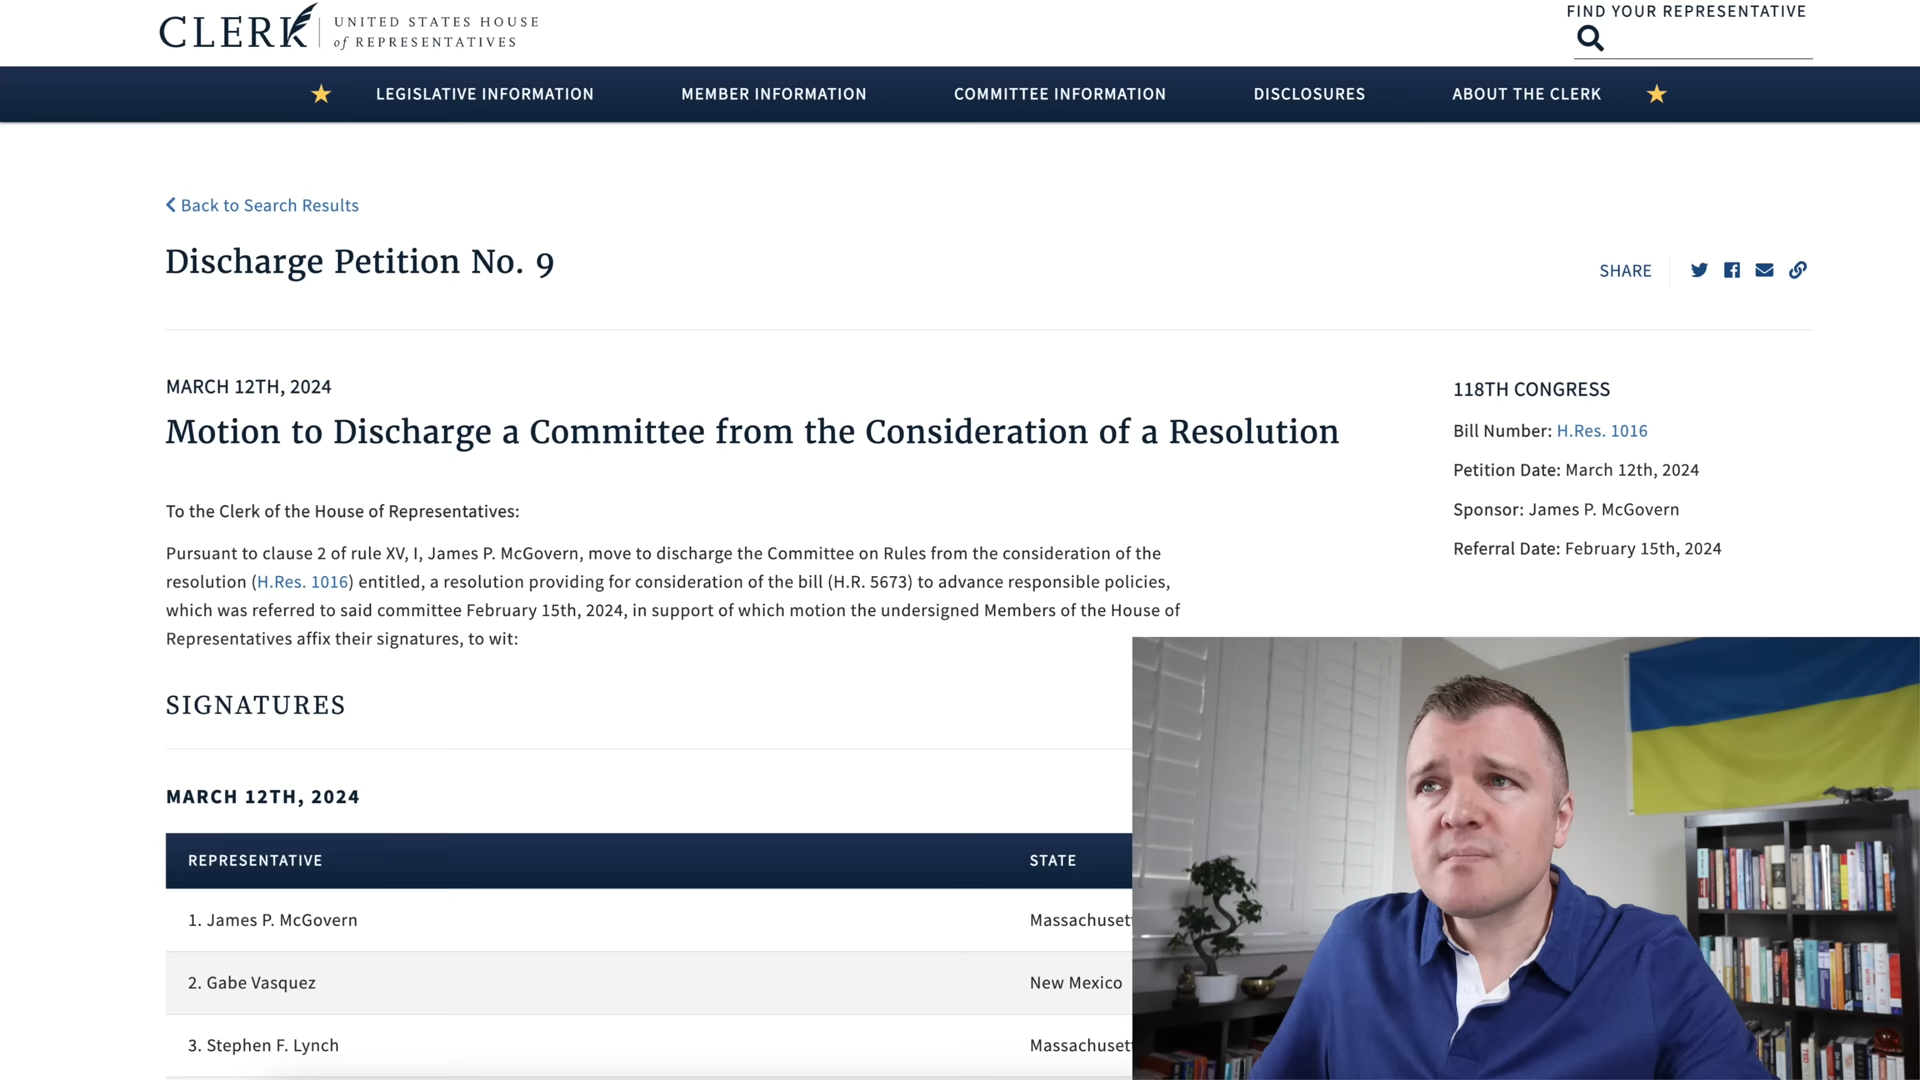 CLERK
UNITED STATES HOUSE
of REPRESENTATIVES
FIND YOUR REPRESENTATIVE
LEGISLATIVE INFORMATION
MEMBER INFORMATION
COMMITTEE INFORMATION
DISCLOSURES
ABOUT THE CLERK
Back to Search Results
Discharge Petition No. 9
SHARE
MARCH 12TH, 2024
Motion to Discharge a Committee from the Consideration of a Resolution
To the Clerk of the House of Representatives:
Pursuant to clause 2 of rule XV, I, James P. McGovern, move to discharge the Committee on Rules from the consideration of the
resolution (H.Res. 1016) entitled, a resolution providing for consideration of the bill (H.R. 5673) to advance responsible policies,
which was referred to said committee February 15th, 2024, in support of which motion the undersigned Members of the House of
Representatives affix their signatures, to wit:
118TH CONGRESS
Bill Number: H.Res. 1016
Petition Date: March 12th, 2024
Sponsor: James P. McGovern
Referral Date: February 15th, 2024
SIGNATURES
MARCH 12TH, 2024
REPRESENTATIVE STATE
1. James P. McGovern Massachuset
2. Gabe Vasquez New Mexico
3. Stephen F. Lynch Massachuset